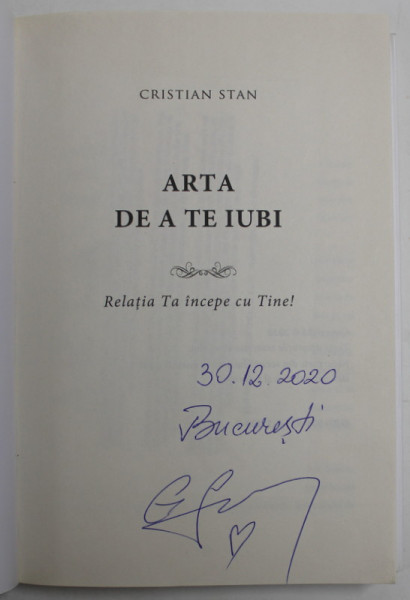 CRISTIAN STAN
ARTA
DE A TE IUBI
Relația Ta începe cu Tine!
30.12.2020
București